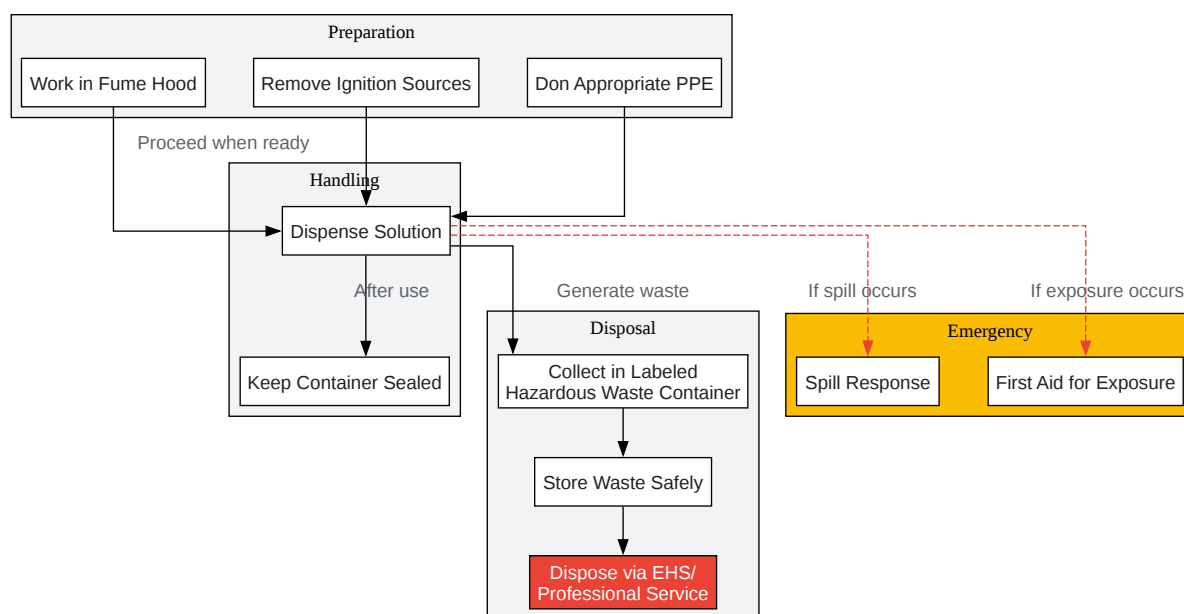 Preparation
Work in Fume Hood
Remove Ignition Sources
Don Appropriate PPE
Proceed when ready
Handling
Dispense Solution
After use
Generate waste
If spill occurs
If exposure occurs
Disposal
Emergency
Keep Container Sealed
Collect in Labeled
Hazardous Waste Container
Spill Response
First Aid for Exposure
Store Waste Safely
Dispose via EHS/
Professional Service